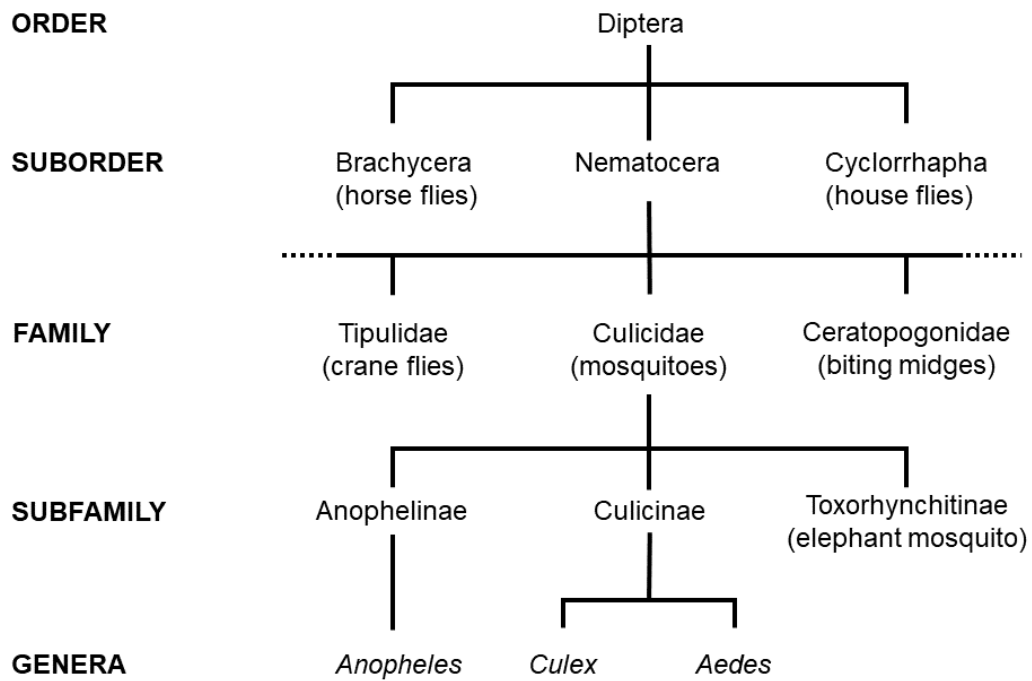 ORDER Diptera
SUBORDER Brachycera Nematocera Cyclorrhapha
(horse flies) (house flies)
FAMILY Tipulidae Culicidae Ceratopogonidae
(crane flies) (mosquitoes) (biting midges)
SUBFAMILY Anophelinae Culicinae Toxorhynchitinae
(elephant mosquito)
GENERA Anopheles Culex Aedes